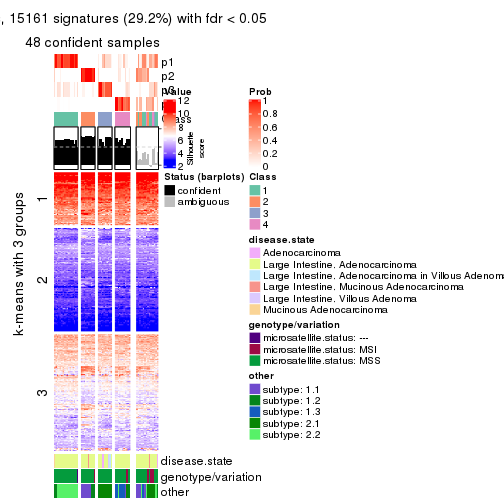 , 15161 signatures (29.2%) with fdr < 0.05
48 confident samples
p1
p2
p3
Value
12
10
8
6
4
2
Prob
1
0.8
0.6
0.4
0.2
0
Silhouette
score
Status (barplots)
confident
ambiguous
Class
1
2
3
4
k-means with 3 groups
1
2
3
disease.state
Adenocarcinoma
Large Intestine. Adenocarcinoma
Large Intestine. Adenocarcinoma in Villous Adenom
Large Intestine. Mucinous Adenocarcinoma
Large Intestine. Villous Adenoma
Mucinous Adenocarcinoma
genotype/variation
microsatellite.status: ---
microsatellite.status: MSI
microsatellite.status: MSS
other
subtype: 1.1
subtype: 1.2
subtype: 1.3
subtype: 2.1
subtype: 2.2
disease.state
genotype/variation
other